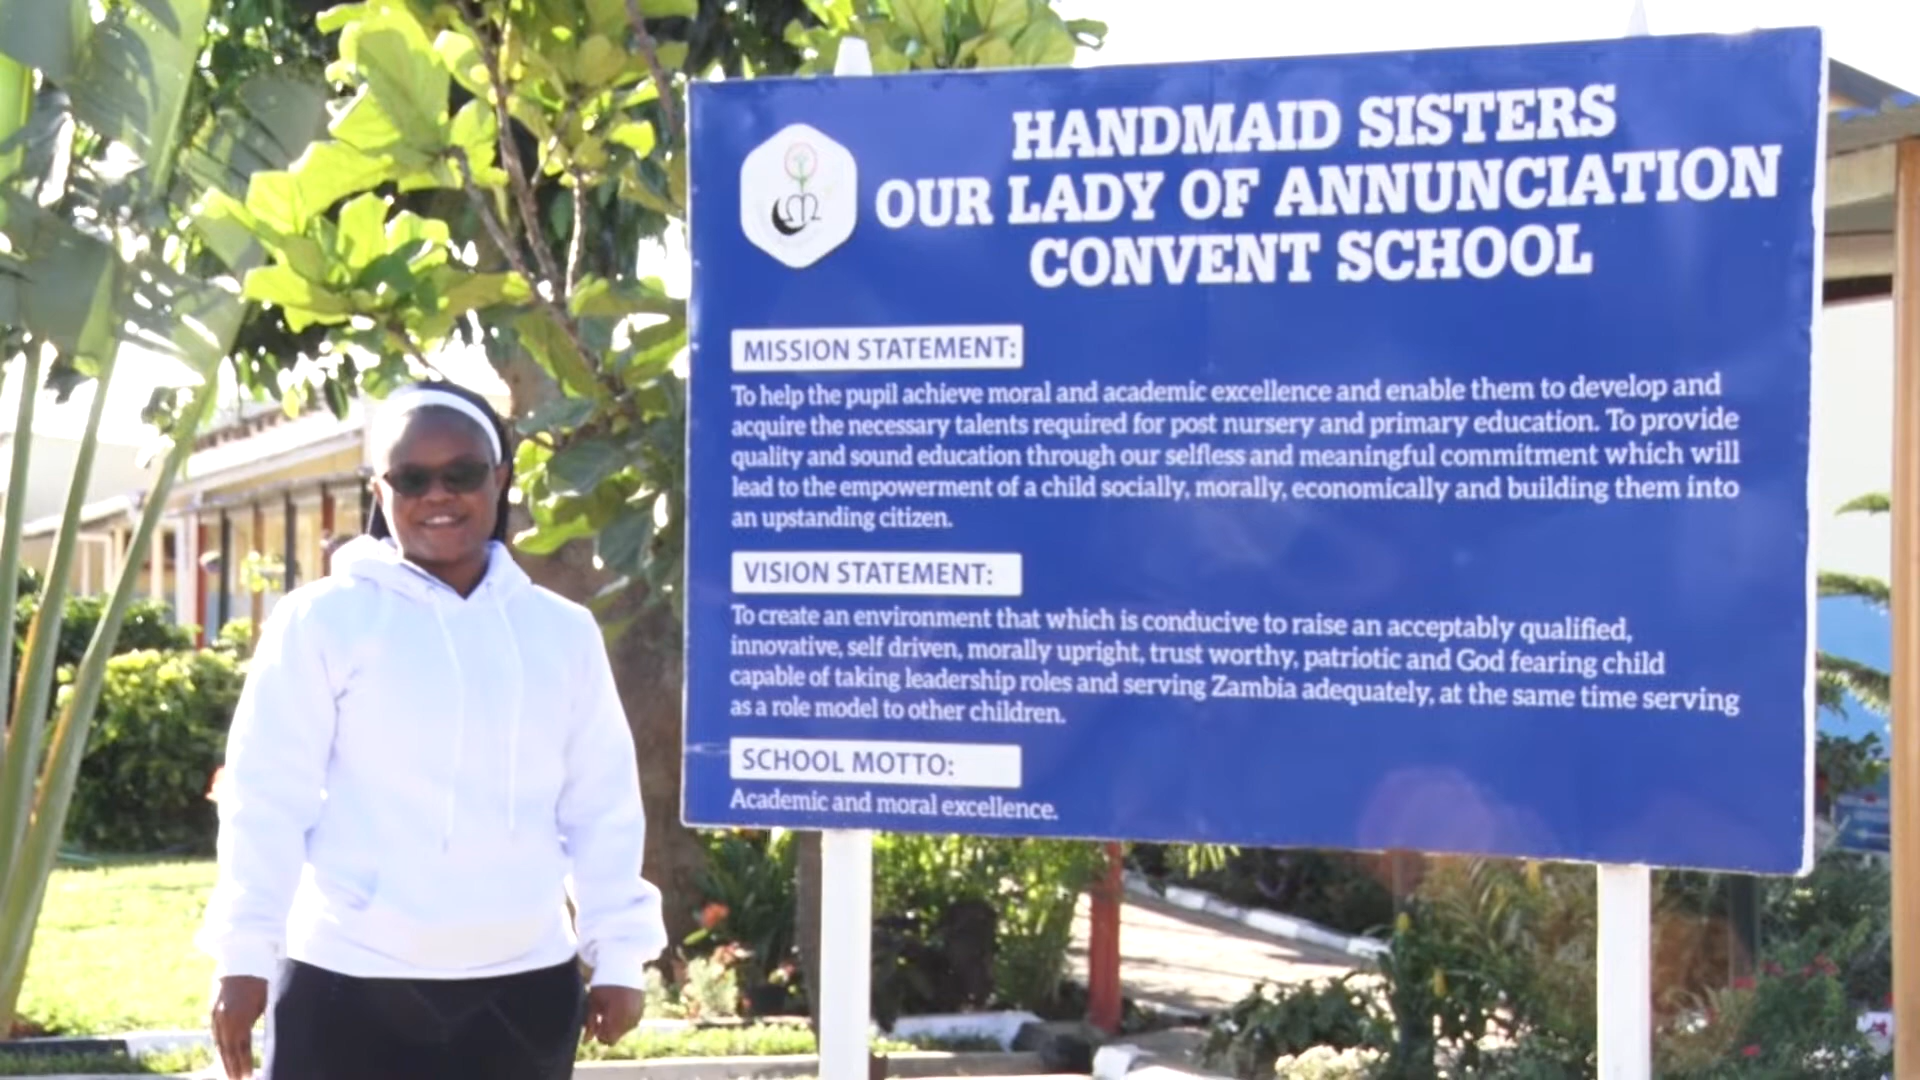 HANDMAID SISTERS
OUR LADY OF ANNUNCIATION
CONVENT SCHOOL
MISSION STATEMENT:
To help the pupil achieve moral and academic excellence and enable them to develop and
acquire the necessary talents required for post nursery and primary education. To provide
quality and sound education through our selfless and meaningful commitment which will
lead to the empowerment of a child socially, morally, economically and building them into
an upstanding citizen.
VISION STATEMENT:
To create an environment that which is conducive to raise an acceptably qualified,
innovative, self driven, morally upright, trust worthy, patriotic and God fearing child
capable of taking leadership roles and serving Zambia adequately, at the same time serving
as a role model to other children.
SCHOOL MOTTO:
Academic and moral excellence.